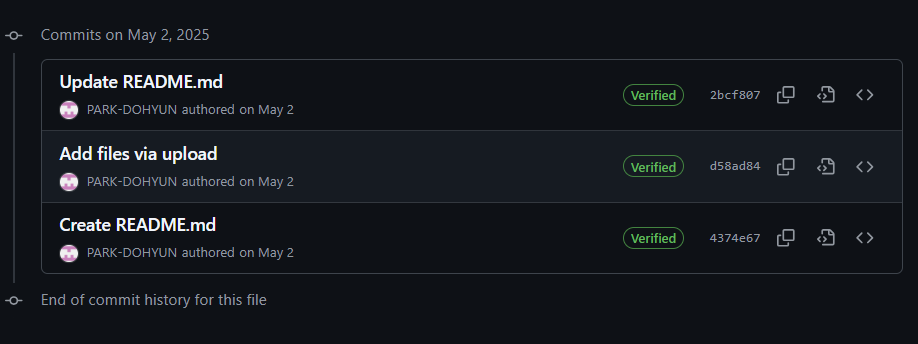 Commits on May 2, 2025
Update README.md
PARK-DOHYUN authored on May 2
Verified
2bcf807
Add files via upload
PARK-DOHYUN authored on May 2
Verified
d58ad84
Create README.md
PARK-DOHYUN authored on May 2
Verified
4374e67
End of commit history for this file